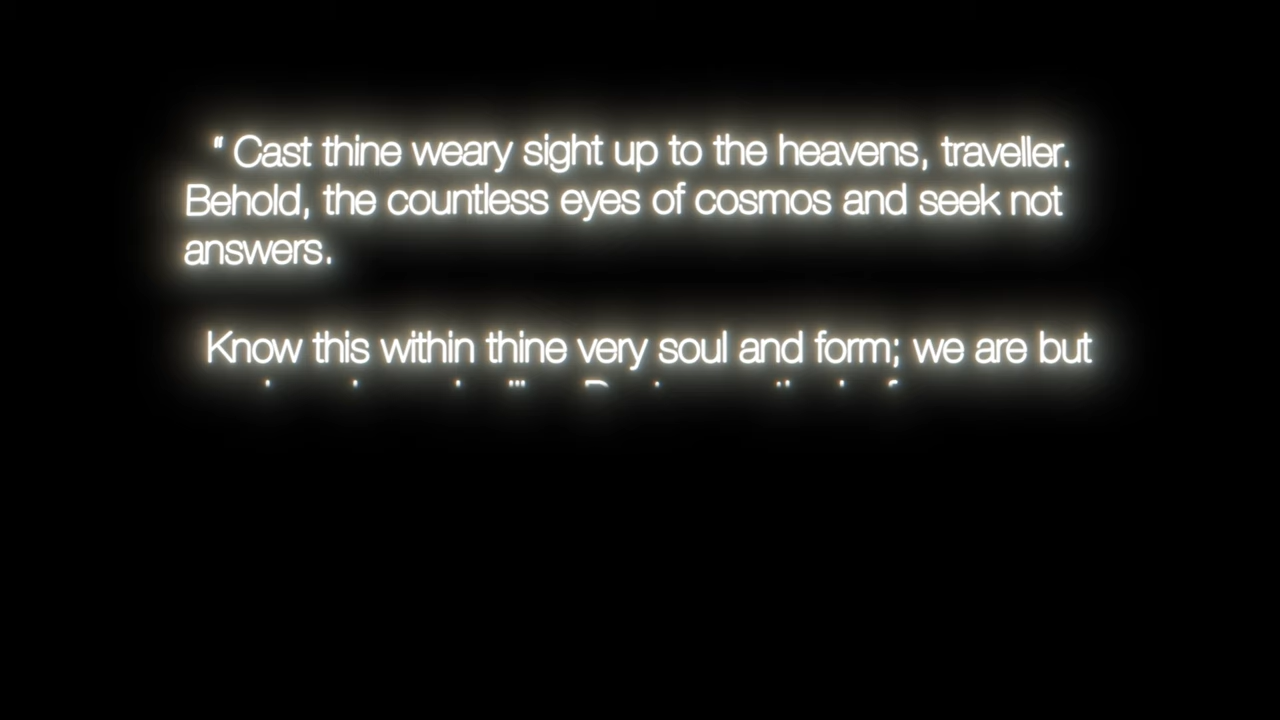 “ Cast thine weary sight up to the heavens, traveller.
Behold, the countless eyes of cosmos and seek not
answers.
Know this within thine very soul and form; we are but